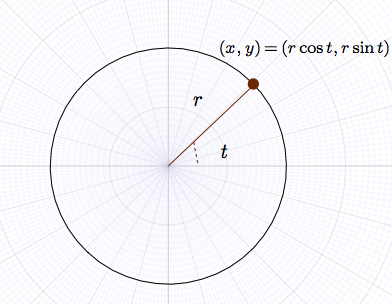 (x, y) = (r cos t, r sin t)
r
t